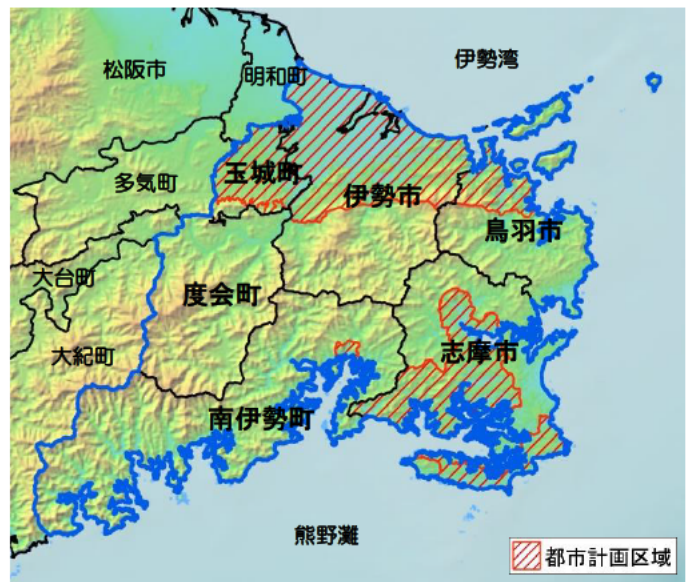 伊勢湾
松阪市
明和町
多気町
玉城町
伊勢市
鳥羽市
大台町
度会町
大紀町
志摩市
南伊勢町
熊野灘
都市計画区域